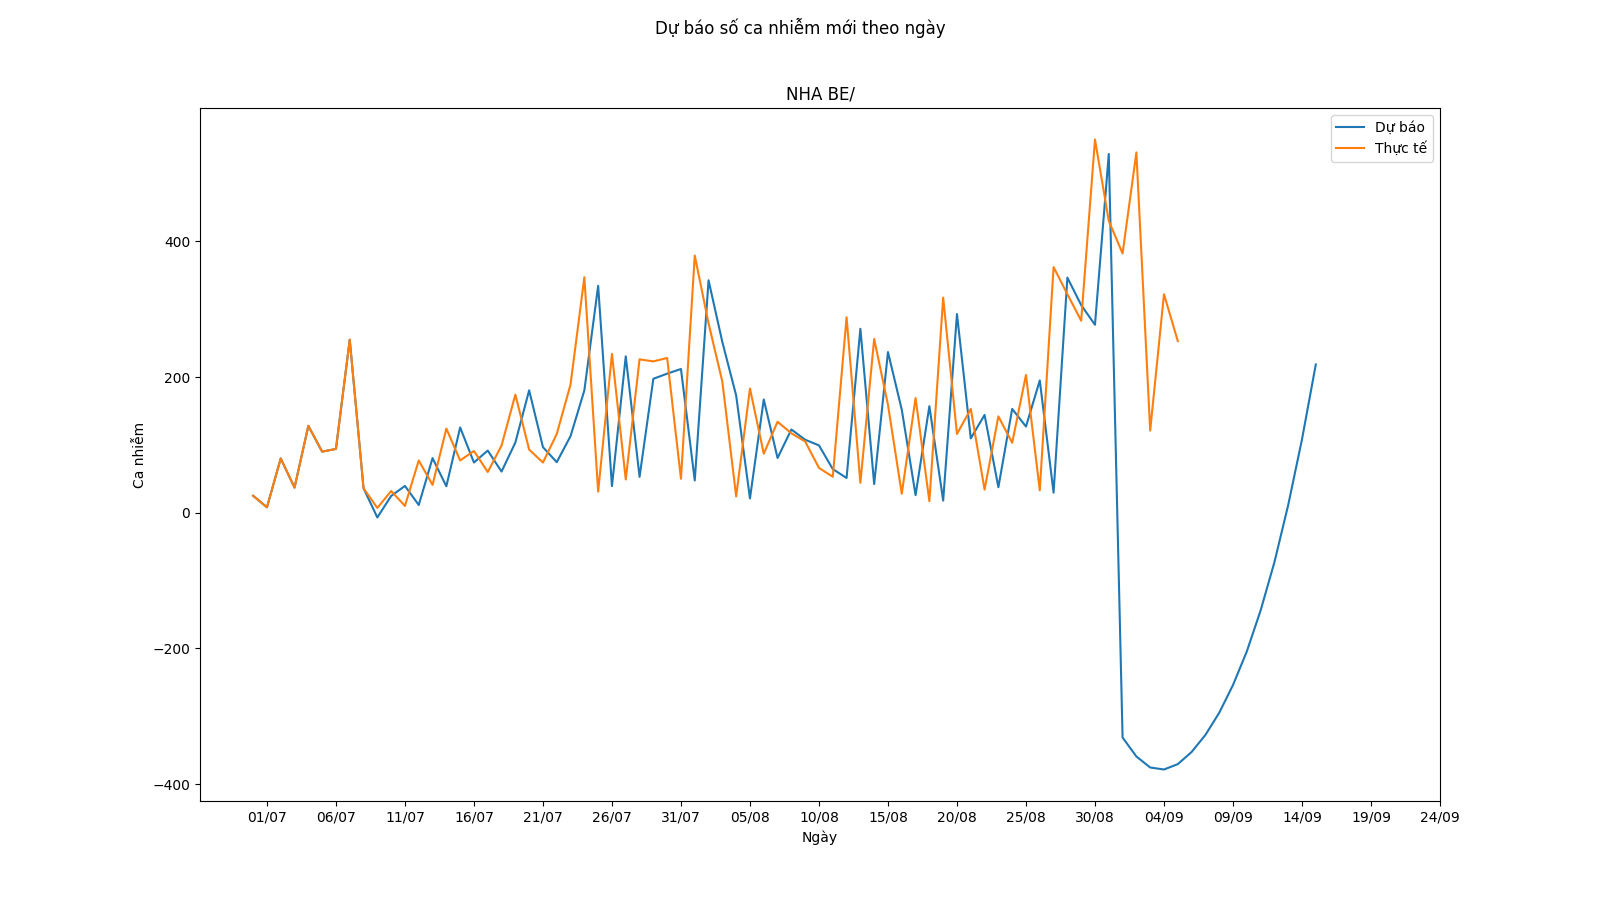 Dự báo số ca nhiễm mới theo ngày
NHA BE/
Dự báo
Thực tế
Ca nhiễm
400
200
0
−200
−400
01/07 06/07 11/07 16/07 21/07 26/07 31/07 05/08 10/08 15/08 20/08 25/08 30/08 04/09 09/09 14/09 19/09 24/09
Ngày